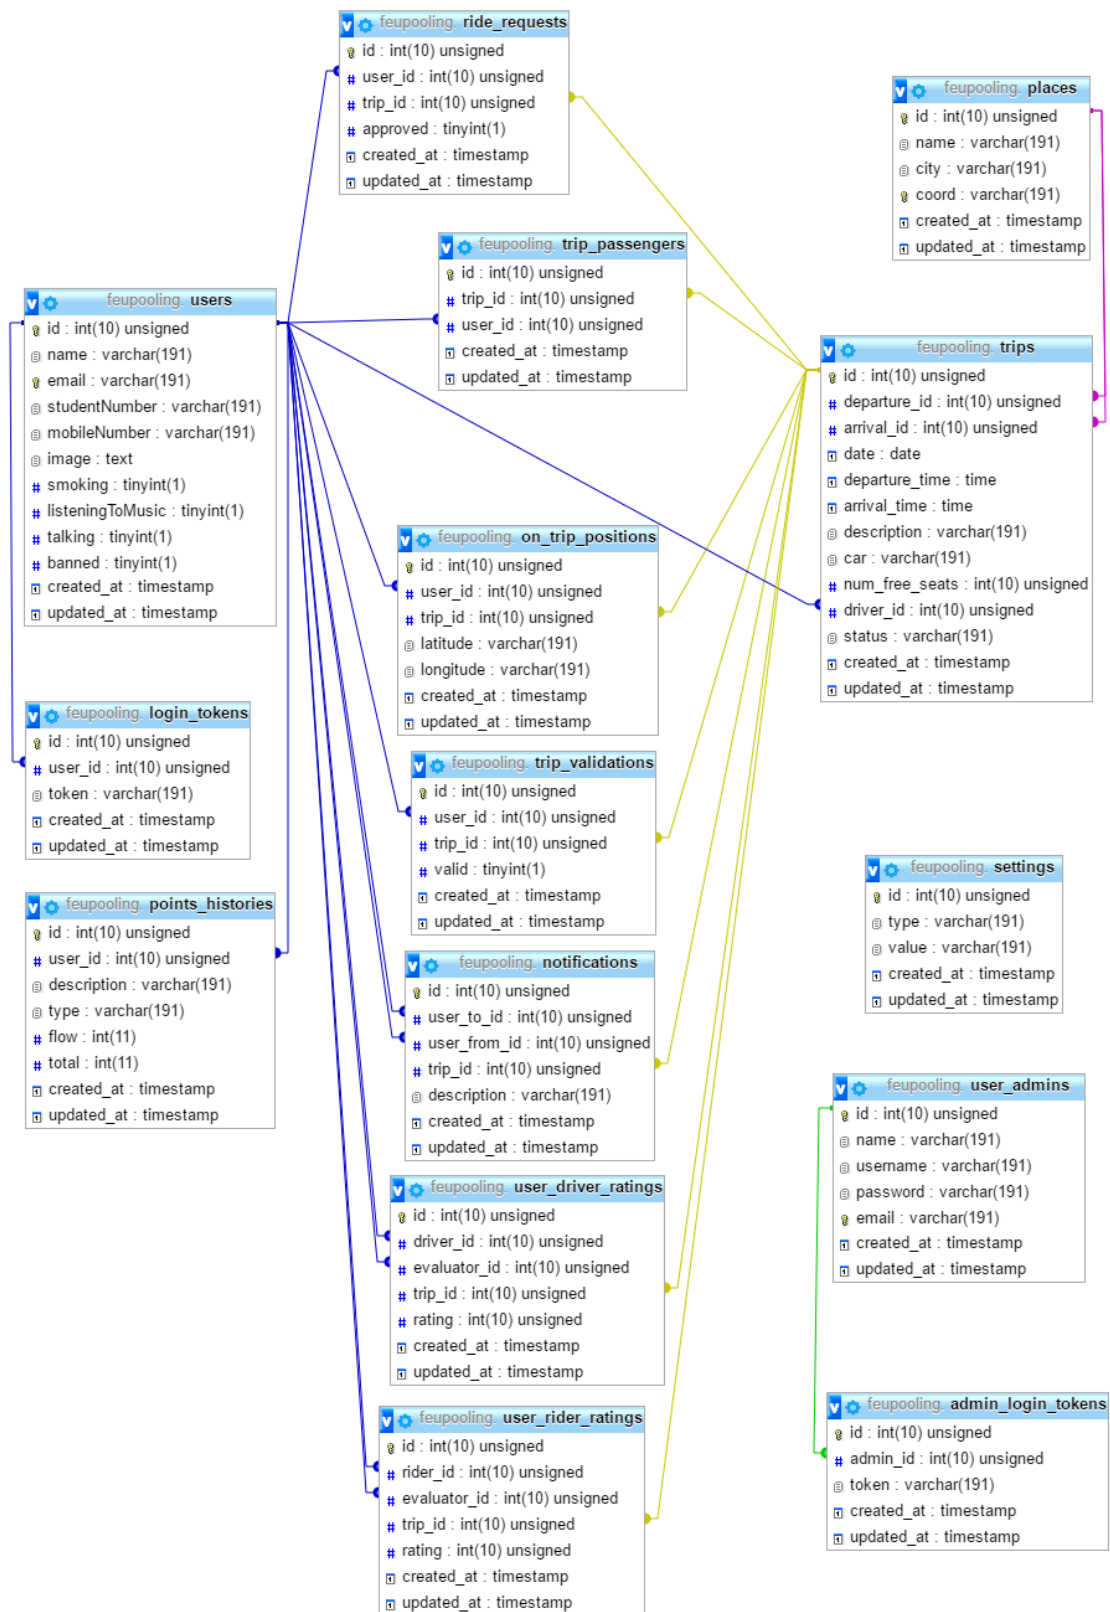 feupooling. ride_requests
id : int(10) unsigned
user_id : int(10) unsigned
trip_id : int(10) unsigned
approved : tinyint(1)
created_at : timestamp
updated_at : timestamp
feupooling. places
id : int(10) unsigned
name : varchar(191)
city : varchar(191)
coord : varchar(191)
created_at : timestamp
updated_at : timestamp
feupooling. trip_passengers
id : int(10) unsigned
trip_id : int(10) unsigned
user_id : int(10) unsigned
created_at : timestamp
updated_at : timestamp
feupooling. users
id : int(10) unsigned
name : varchar(191)
email : varchar(191)
studentNumber : varchar(191)
mobileNumber : varchar(191)
image : text
smoking : tinyint(1)
listeningToMusic : tinyint(1)
talking : tinyint(1)
banned : tinyint(1)
created_at : timestamp
updated_at : timestamp
feupooling. trips
id : int(10) unsigned
departure_id : int(10) unsigned
arrival_id : int(10) unsigned
date : date
departure_time : time
arrival_time : time
description : varchar(191)
car : varchar(191)
num_free_seats : int(10) unsigned
driver_id : int(10) unsigned
status : varchar(191)
created_at : timestamp
updated_at : timestamp
feupooling. on_trip_positions
id : int(10) unsigned
user_id : int(10) unsigned
trip_id : int(10) unsigned
latitude : varchar(191)
longitude : varchar(191)
created_at : timestamp
updated_at : timestamp
feupooling. login_tokens
id : int(10) unsigned
user_id : int(10) unsigned
token : varchar(191)
created_at : timestamp
updated_at : timestamp
feupooling. trip_validations
id : int(10) unsigned
user_id : int(10) unsigned
trip_id : int(10) unsigned
valid : tinyint(1)
created_at : timestamp
updated_at : timestamp
feupooling. settings
id : int(10) unsigned
type : varchar(191)
value : varchar(191)
created_at : timestamp
updated_at : timestamp
feupooling. points_histories
id : int(10) unsigned
user_id : int(10) unsigned
description : varchar(191)
type : varchar(191)
flow : int(11)
total : int(11)
created_at : timestamp
updated_at : timestamp
feupooling. notifications
id : int(10) unsigned
user_to_id : int(10) unsigned
user_from_id : int(10) unsigned
trip_id : int(10) unsigned
description : varchar(191)
created_at : timestamp
updated_at : timestamp
feupooling. user_admins
id : int(10) unsigned
name : varchar(191)
username : varchar(191)
password : varchar(191)
email : varchar(191)
created_at : timestamp
updated_at : timestamp
feupooling. user_driver_ratings
id : int(10) unsigned
driver_id : int(10) unsigned
evaluator_id : int(10) unsigned
trip_id : int(10) unsigned
rating : int(10) unsigned
created_at : timestamp
updated_at : timestamp
feupooling. admin_login_tokens
id : int(10) unsigned
admin_id : int(10) unsigned
token : varchar(191)
created_at : timestamp
updated_at : timestamp
feupooling. user_rider_ratings
id : int(10) unsigned
rider_id : int(10) unsigned
evaluator_id : int(10) unsigned
trip_id : int(10) unsigned
rating : int(10) unsigned
created_at : timestamp
updated_at : timestamp